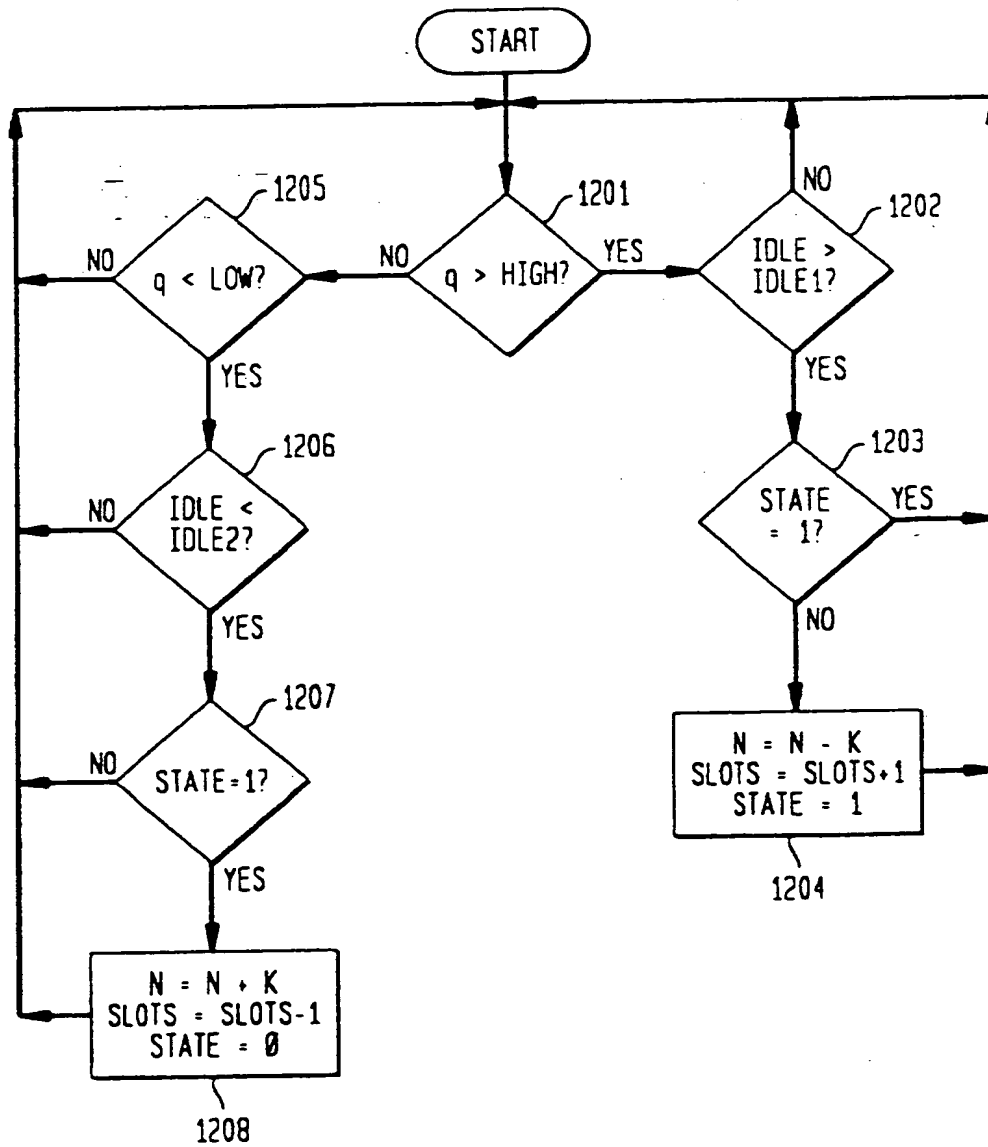 START
1205
1201
NO
1202
NO
q < LOW?
NO
q > HIGH?
YES
IDLE >
IDLE1?
YES
YES
1206
1203
NO
IDLE <
IDLE2?
STATE
= 1?
YES
YES
NO
1207
NO
STATE=1?
N = N - K
SLOTS = SLOTS+1
STATE = 1
YES
1204
N = N + K
SLOTS = SLOTS-1
STATE = 0
1208